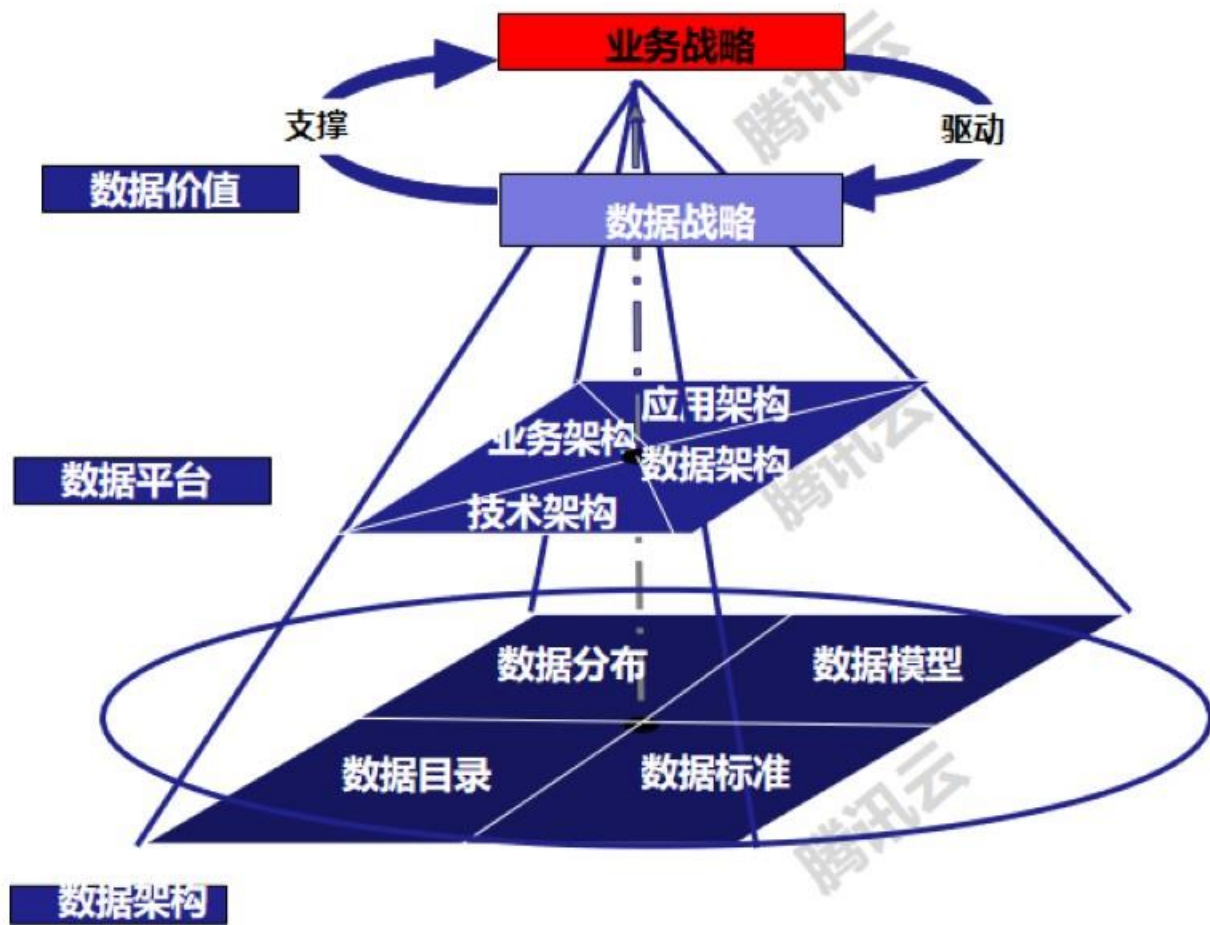 业务战略
腾讯云
支撑
驱动
数据价值
数据战略
应用架构
业务架构
数据架构
腾讯云
数据平台
技术架构
数据分布
数据模型
数据目录
数据标准
腾讯云
数据架构